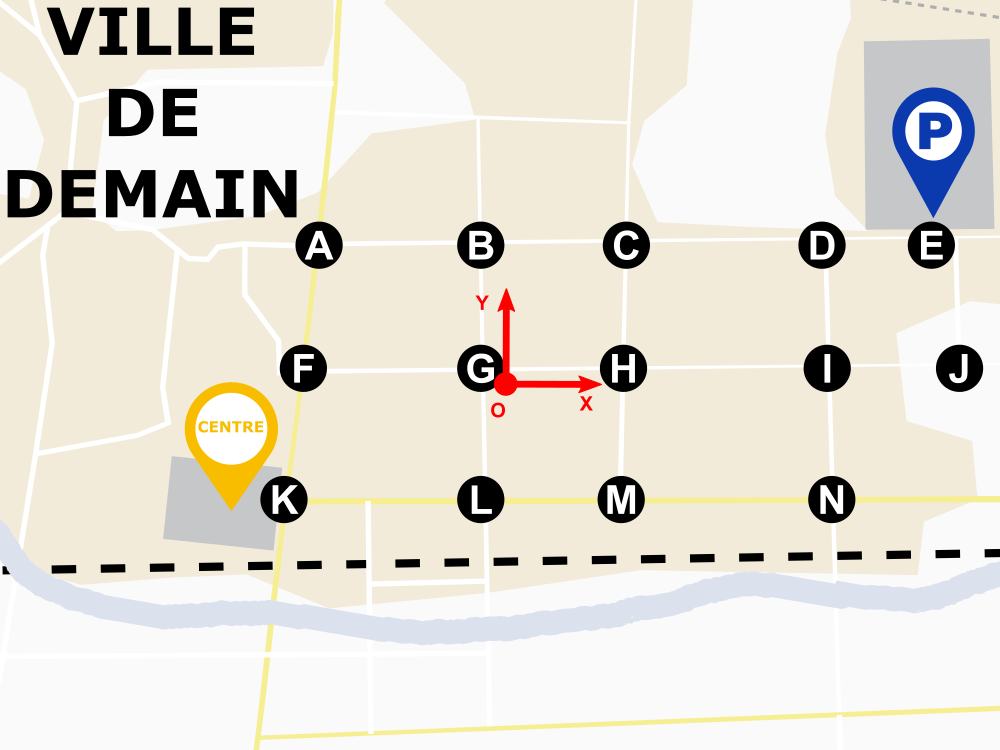 VILLE
DE
DEMAIN
P
A B C D E
Y
F G H I J
O X
CENTRE
K L M N